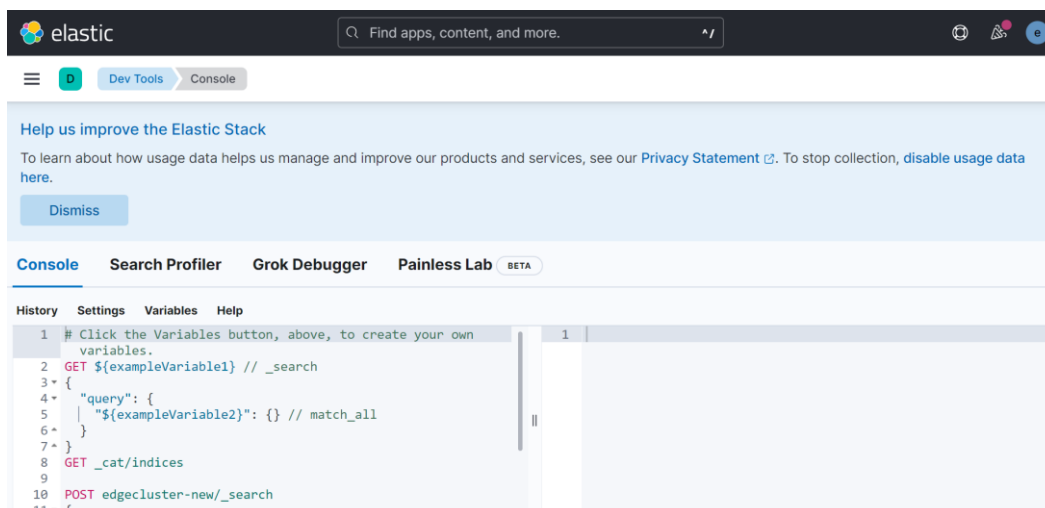 elastic
Find apps, content, and more.
^/
e
D
Dev Tools
Console
Help us improve the Elastic Stack
To learn about how usage data helps us manage and improve our products and services, see our Privacy Statement. To stop collection, disable usage data
here.
Dismiss
Console Search Profiler Grok Debugger Painless Lab BETA
History Settings Variables Help
1 # Click the Variables button, above, to create your own
variables.
2 GET ${exampleVariable1} // _search
3 {
4 "query": {
5 "${exampleVariable2}": {} // match_all
6 }
7 }
8 GET _cat/indices
9
10 POST edgecluster-new/_search
11 {
1